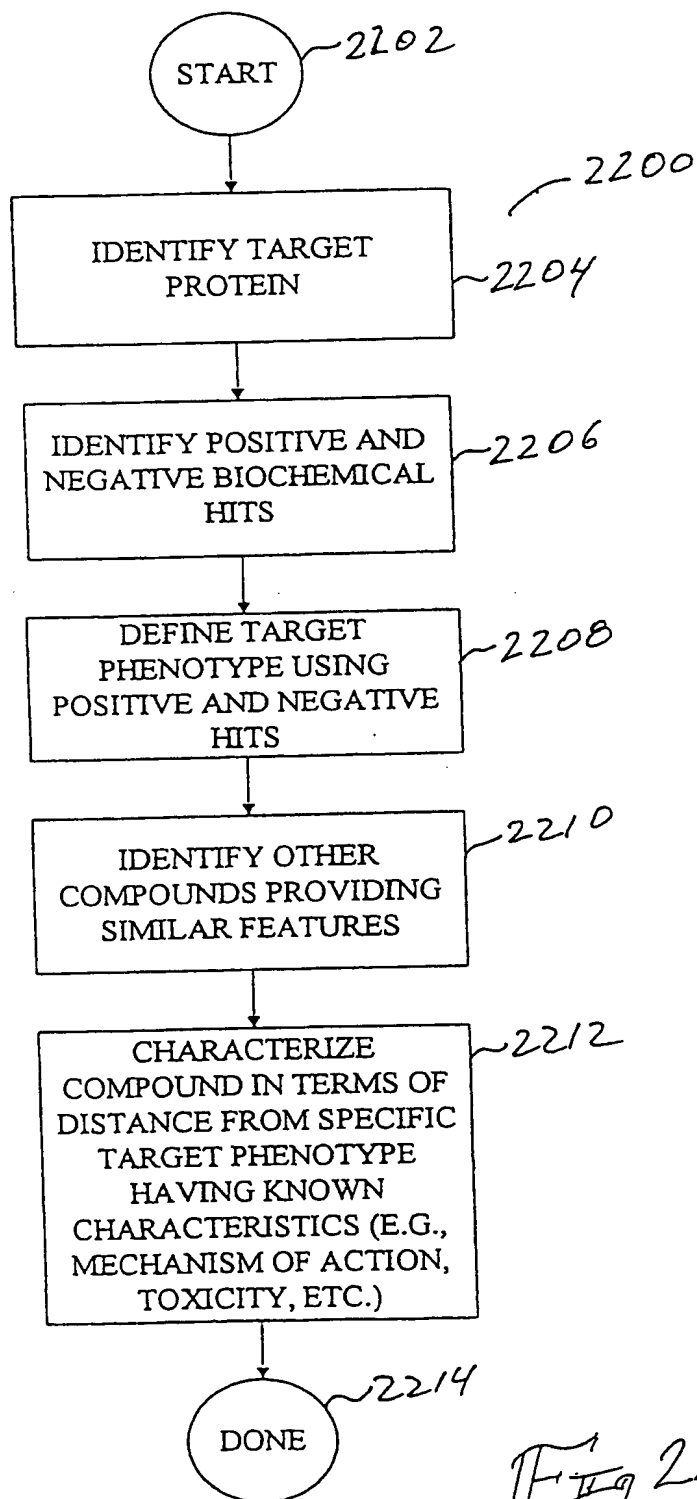 START
2202
2200
IDENTIFY TARGET
PROTEIN
2204
IDENTIFY POSITIVE AND
NEGATIVE BIOCHEMICAL
HITS
2206
DEFINE TARGET
PHENOTYPE USING
POSITIVE AND NEGATIVE
HITS
2208
IDENTIFY OTHER
COMPOUNDS PROVIDING
SIMILAR FEATURES
2210
CHARACTERIZE
COMPOUND IN TERMS OF
DISTANCE FROM SPECIFIC
TARGET PHENOTYPE
HAVING KNOWN
CHARACTERISTICS (E.G.,
MECHANISM OF ACTION,
TOXICITY, ETC.)
2212
DONE
2214
Fig